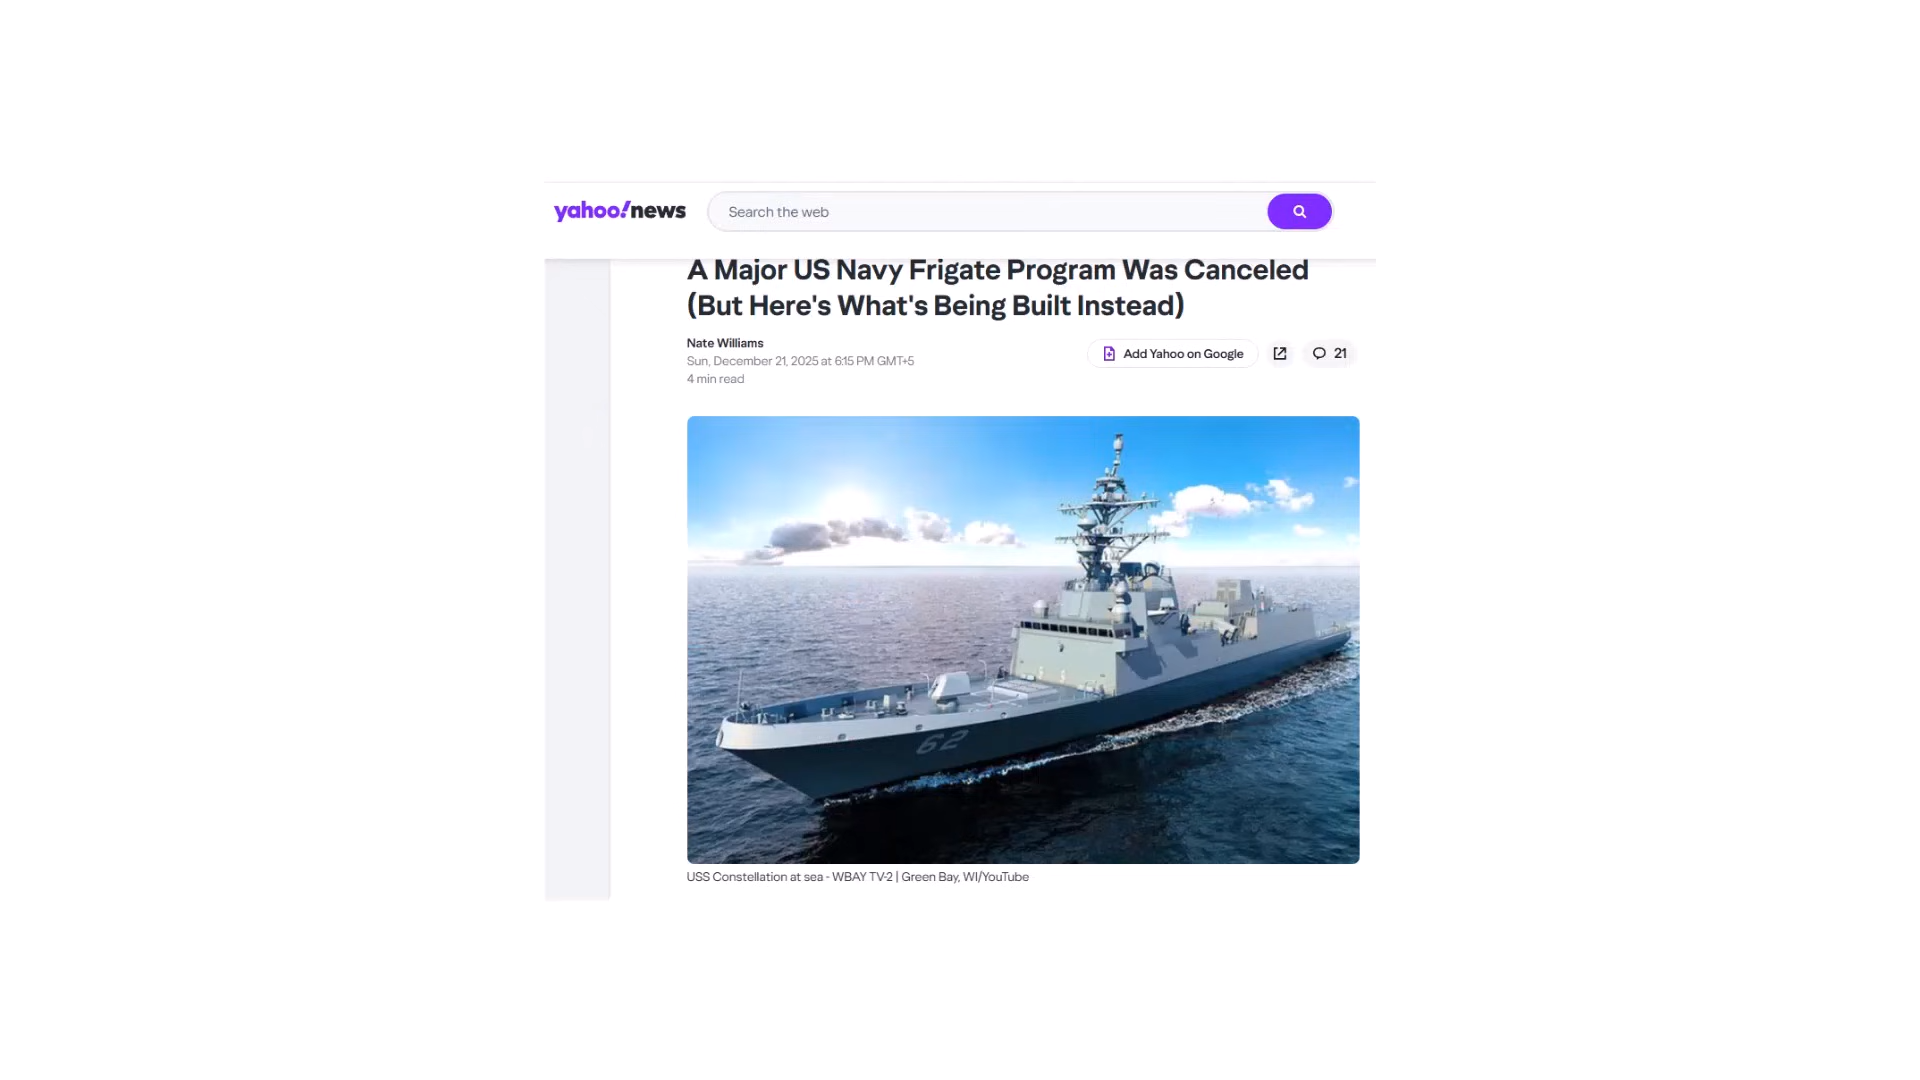 yahoo!news
Search the web
A Major US Navy Frigate Program Was Canceled
(But Here's What's Being Built Instead)
Nate Williams
Sun, December 21, 2025 at 6:15 PM GMT+5
4 min read
Add Yahoo on Google
21
62
USS Constellation at sea - WBAY TV-2 | Green Bay, WI/YouTube